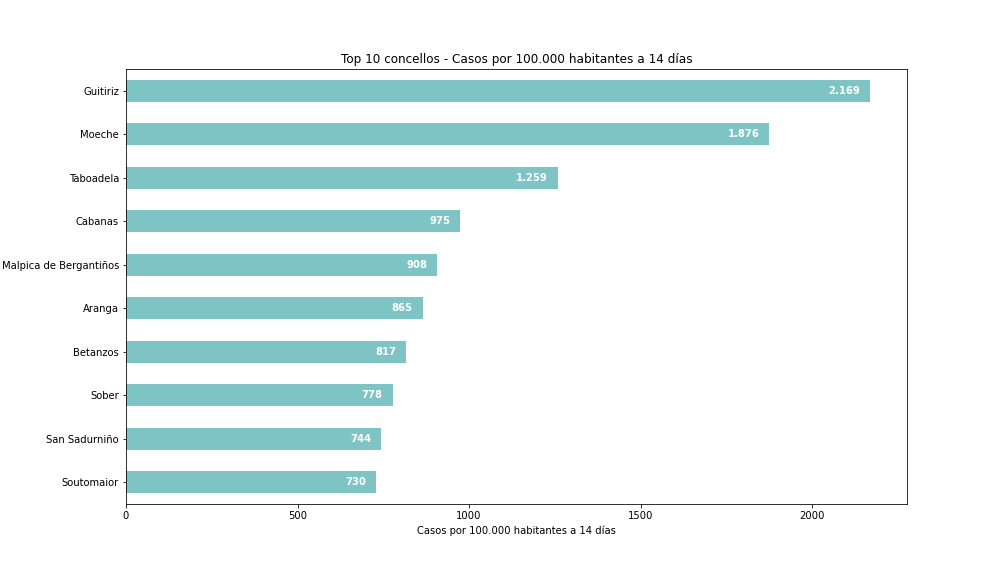 Top 10 concellos - Casos por 100.000 habitantes a 14 días
Guitiriz 2.169
Moeche 1.876
Taboadela 1.259
Cabanas 975
Malpica de Bergantiños 908
Aranga 865
Betanzos 817
Sober 778
San Sadurniño 744
Soutomaior 730
0 500 1000 1500 2000
Casos por 100.000 habitantes a 14 días